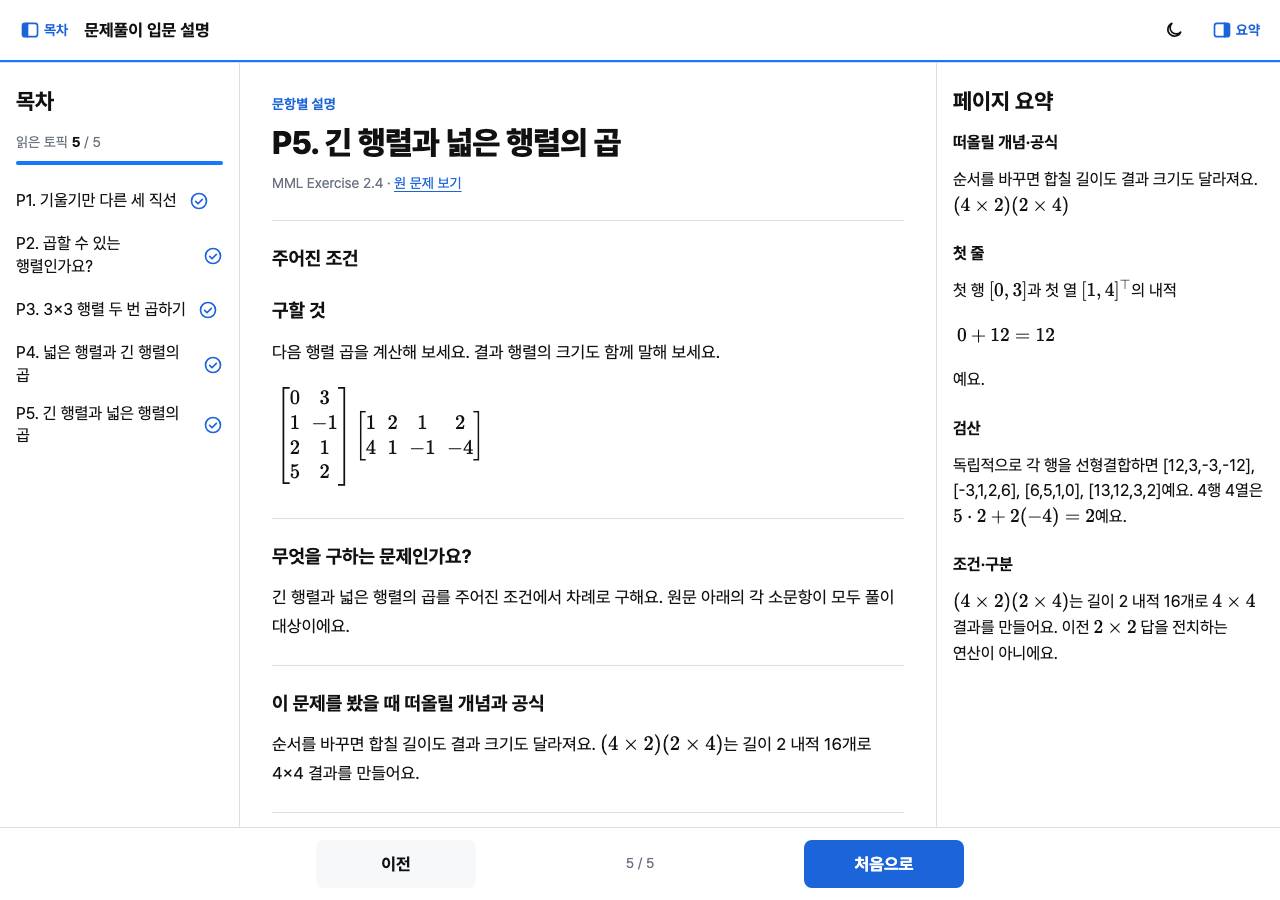 목차
문제풀이 입문 설명
요약
목차
읽은 토픽 5 / 5
P1. 기울기만 다른 세 직선
P2. 곱할 수 있는
행렬인가요?
P3. 3×3 행렬 두 번 곱하기
P4. 넓은 행렬과 긴 행렬의
곱
P5. 긴 행렬과 넓은 행렬의
곱
문항별 설명
P5. 긴 행렬과 넓은 행렬의 곱
MML Exercise 2.4 · 원 문제 보기
주어진 조건
구할 것
다음 행렬 곱을 계산해 보세요. 결과 행렬의 크기도 함께 말해 보세요.
0 3
1 −1
2 1
5 2
1 2 1 2
4 1 −1 −4
무엇을 구하는 문제인가요?
긴 행렬과 넓은 행렬의 곱를 주어진 조건에서 차례로 구해요. 원문 아래의 각 소문항이 모두 풀이
대상이에요.
이 문제를 봤을 때 떠올릴 개념과 공식
순서를 바꾸면 합칠 길이도 결과 크기도 달라져요. (4 × 2)(2 × 4)는 길이 2 내적 16개로
4×4 결과를 만들어요.
페이지 요약
떠올릴 개념·공식
순서를 바꾸면 합칠 길이도 결과 크기도 달라져요.
(4 × 2)(2 × 4)
첫 줄
첫 행 [0, 3]과 첫 열 [1, 4]⊤의 내적
0 + 12 = 12
예요.
검산
독립적으로 각 행을 선형결합하면 [12,3,-3,-12],
[-3,1,2,6], [6,5,1,0], [13,12,3,2]예요. 4행 4열은
5 · 2 + 2(−4) = 2예요.
조건·구분
(4 × 2)(2 × 4)는 길이 2 내적 16개로 4 × 4
결과를 만들어요. 이전 2 × 2 답을 전치하는
연산이 아니에요.
이전
5 / 5
처음으로